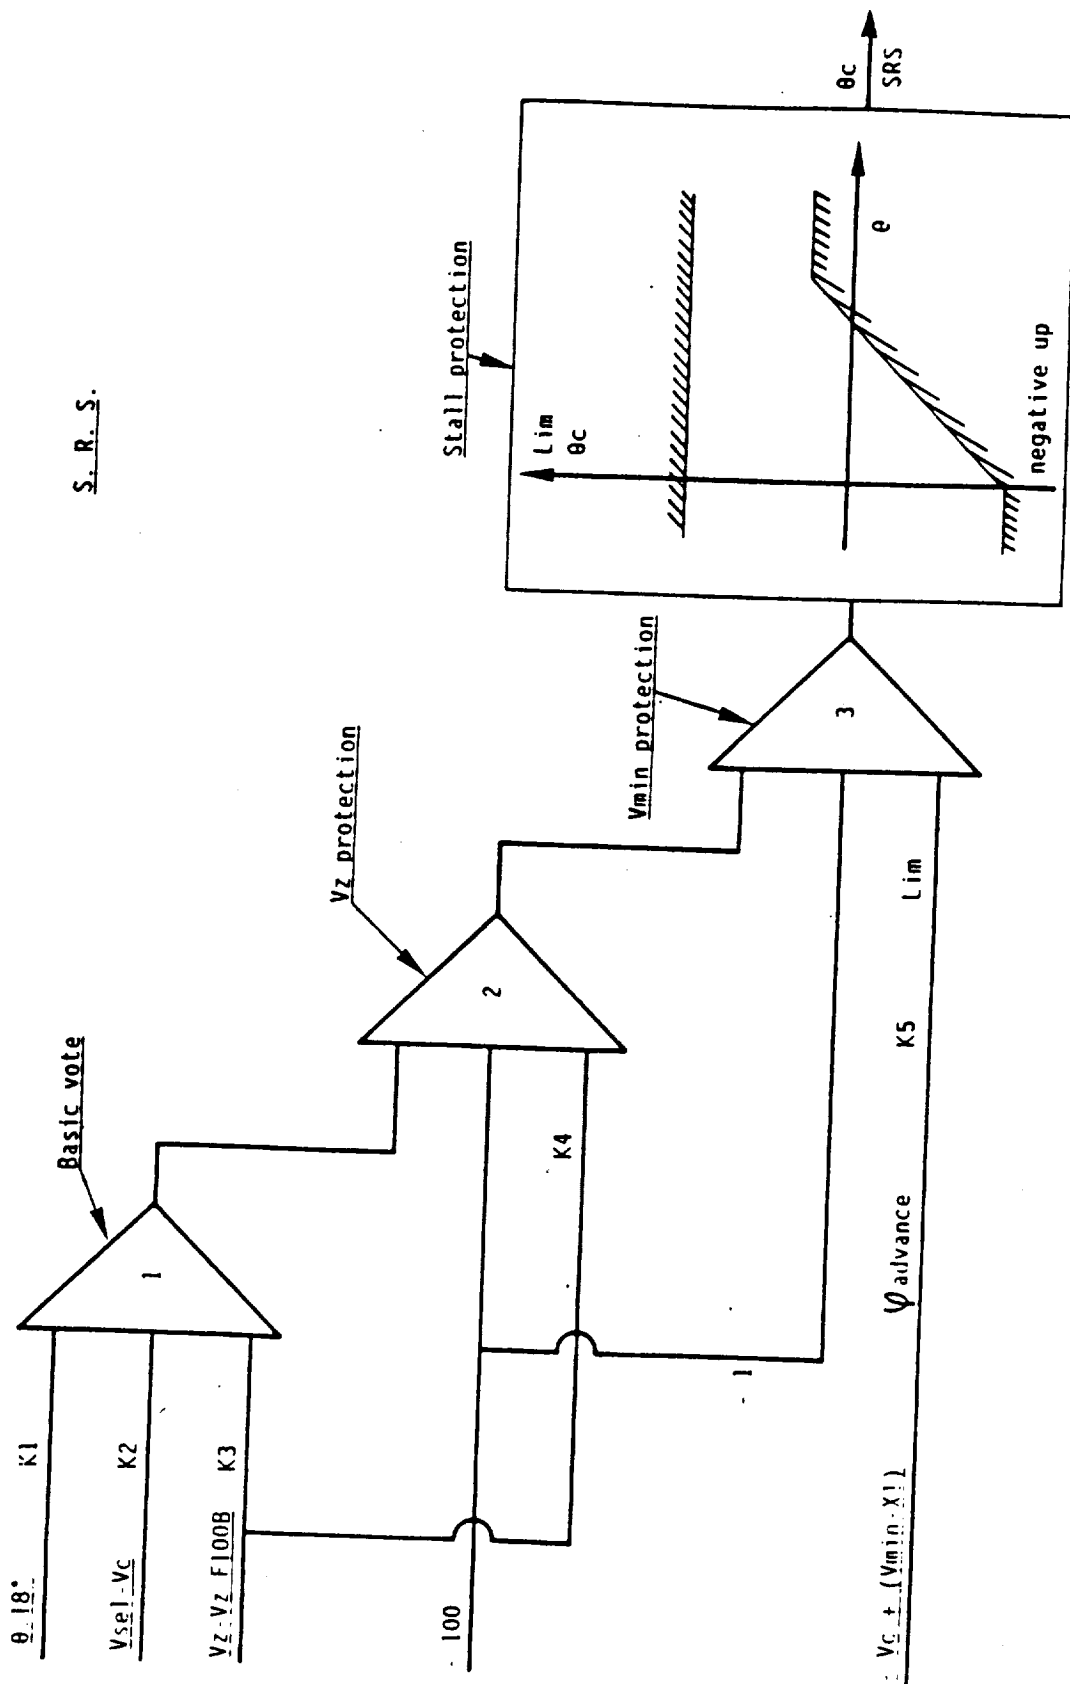 S. R. S.
θ.18°
K1
Vsel-Vc
K2
Vz-Vz F100B
K3
Basic vote
1
- 100
K4
Vz protection
2
- 1
- Vc + (Vmin-X1)
φ advance
K5
Lim
Vmin protection
3
Stall protection
Lim
θc
e
negative up
θc
SRS